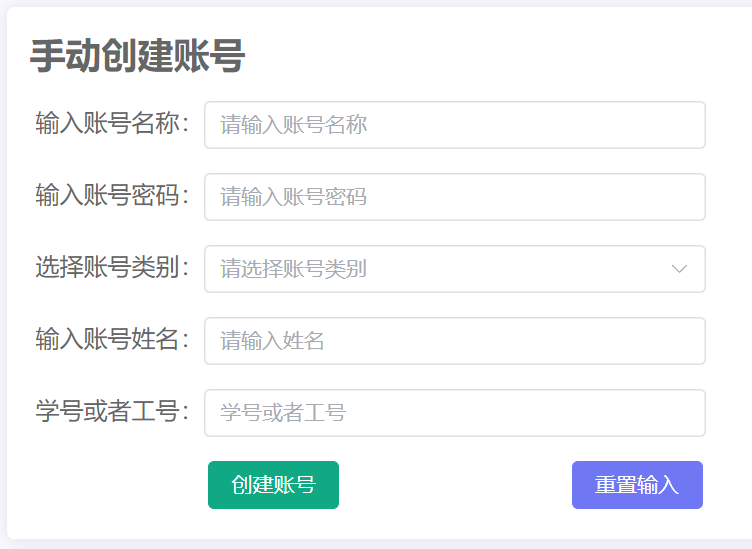 手动创建账号
输入账号名称： 请输入账号名称
输入账号密码： 请输入账号密码
选择账号类别： 请选择账号类别
输入账号姓名： 请输入姓名
学号或者工号： 学号或者工号
创建账号 重置输入